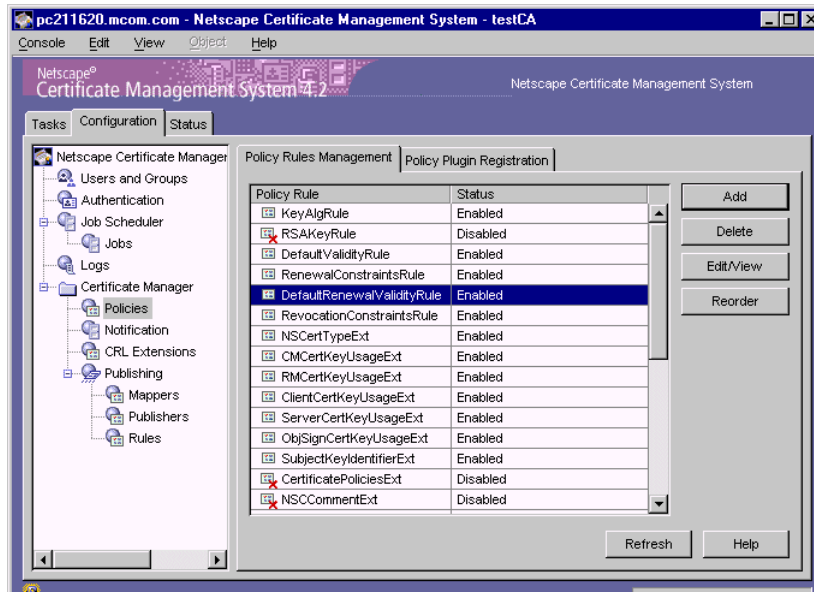 pc211620.mcom.com - Netscape Certificate Management System - testCA
Console Edit View Object Help
Netscape®
Certificate Management System 4.2
Netscape Certificate Management System
Tasks Configuration Status
Netscape Certificate Manager
Users and Groups
Authentication
Job Scheduler
Jobs
Logs
Certificate Manager
Policies
Notification
CRL Extensions
Publishing
Mappers
Publishers
Rules
Policy Rules Management Policy Plugin Registration
Policy Rule Status
KeyAlgRule Enabled
RSAKeyRule Disabled
DefaultValidityRule Enabled
RenewalConstraintsRule Enabled
DefaultRenewalValidityRule Enabled
RevocationConstraintsRule Enabled
NSCertTypeExt Enabled
CMCertKeyUsageExt Enabled
RMCertKeyUsageExt Enabled
ClientCertKeyUsageExt Enabled
ServerCertKeyUsageExt Enabled
ObjSignCertKeyUsageExt Enabled
SubjectKeyIdentifierExt Enabled
CertificatePoliciesExt Disabled
NSCCommentExt Disabled
Add
Delete
Edit/View
Reorder
Refresh Help